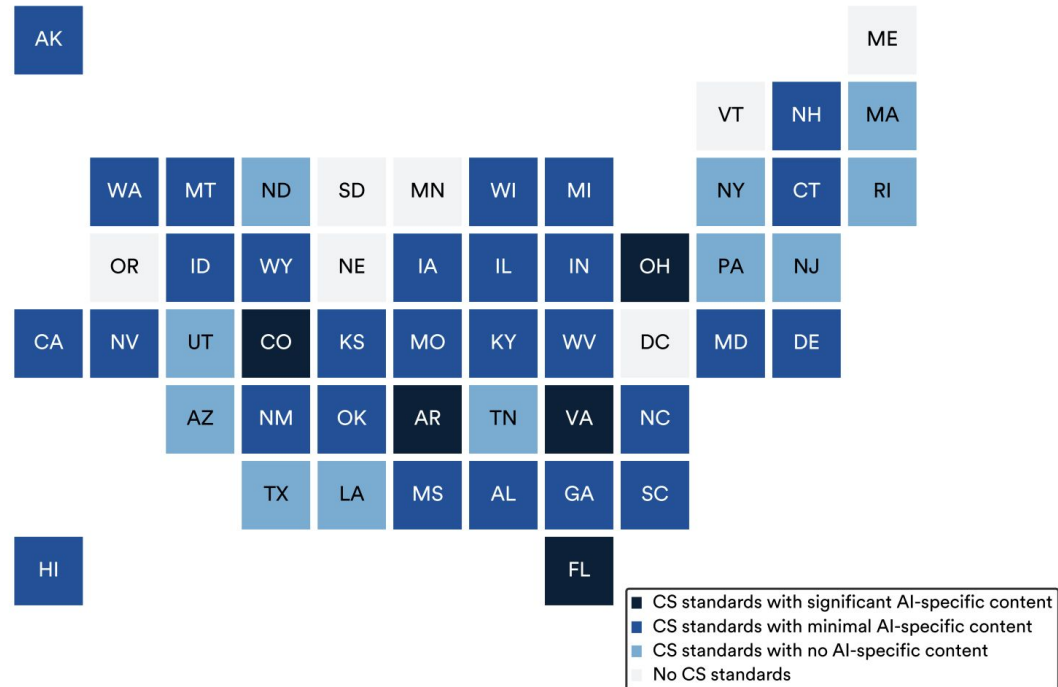 AK ME
VT NH MA
WA MT ND SD MN WI MI NY CT RI
OR ID WY NE IA IL IN OH PA NJ
CA NV UT CO KS MO KY WV DC MD DE
AZ NM OK AR TN VA NC
TX LA MS AL GA SC
HI FL
CS standards with significant AI-specific content
CS standards with minimal AI-specific content
CS standards with no AI-specific content
No CS standards